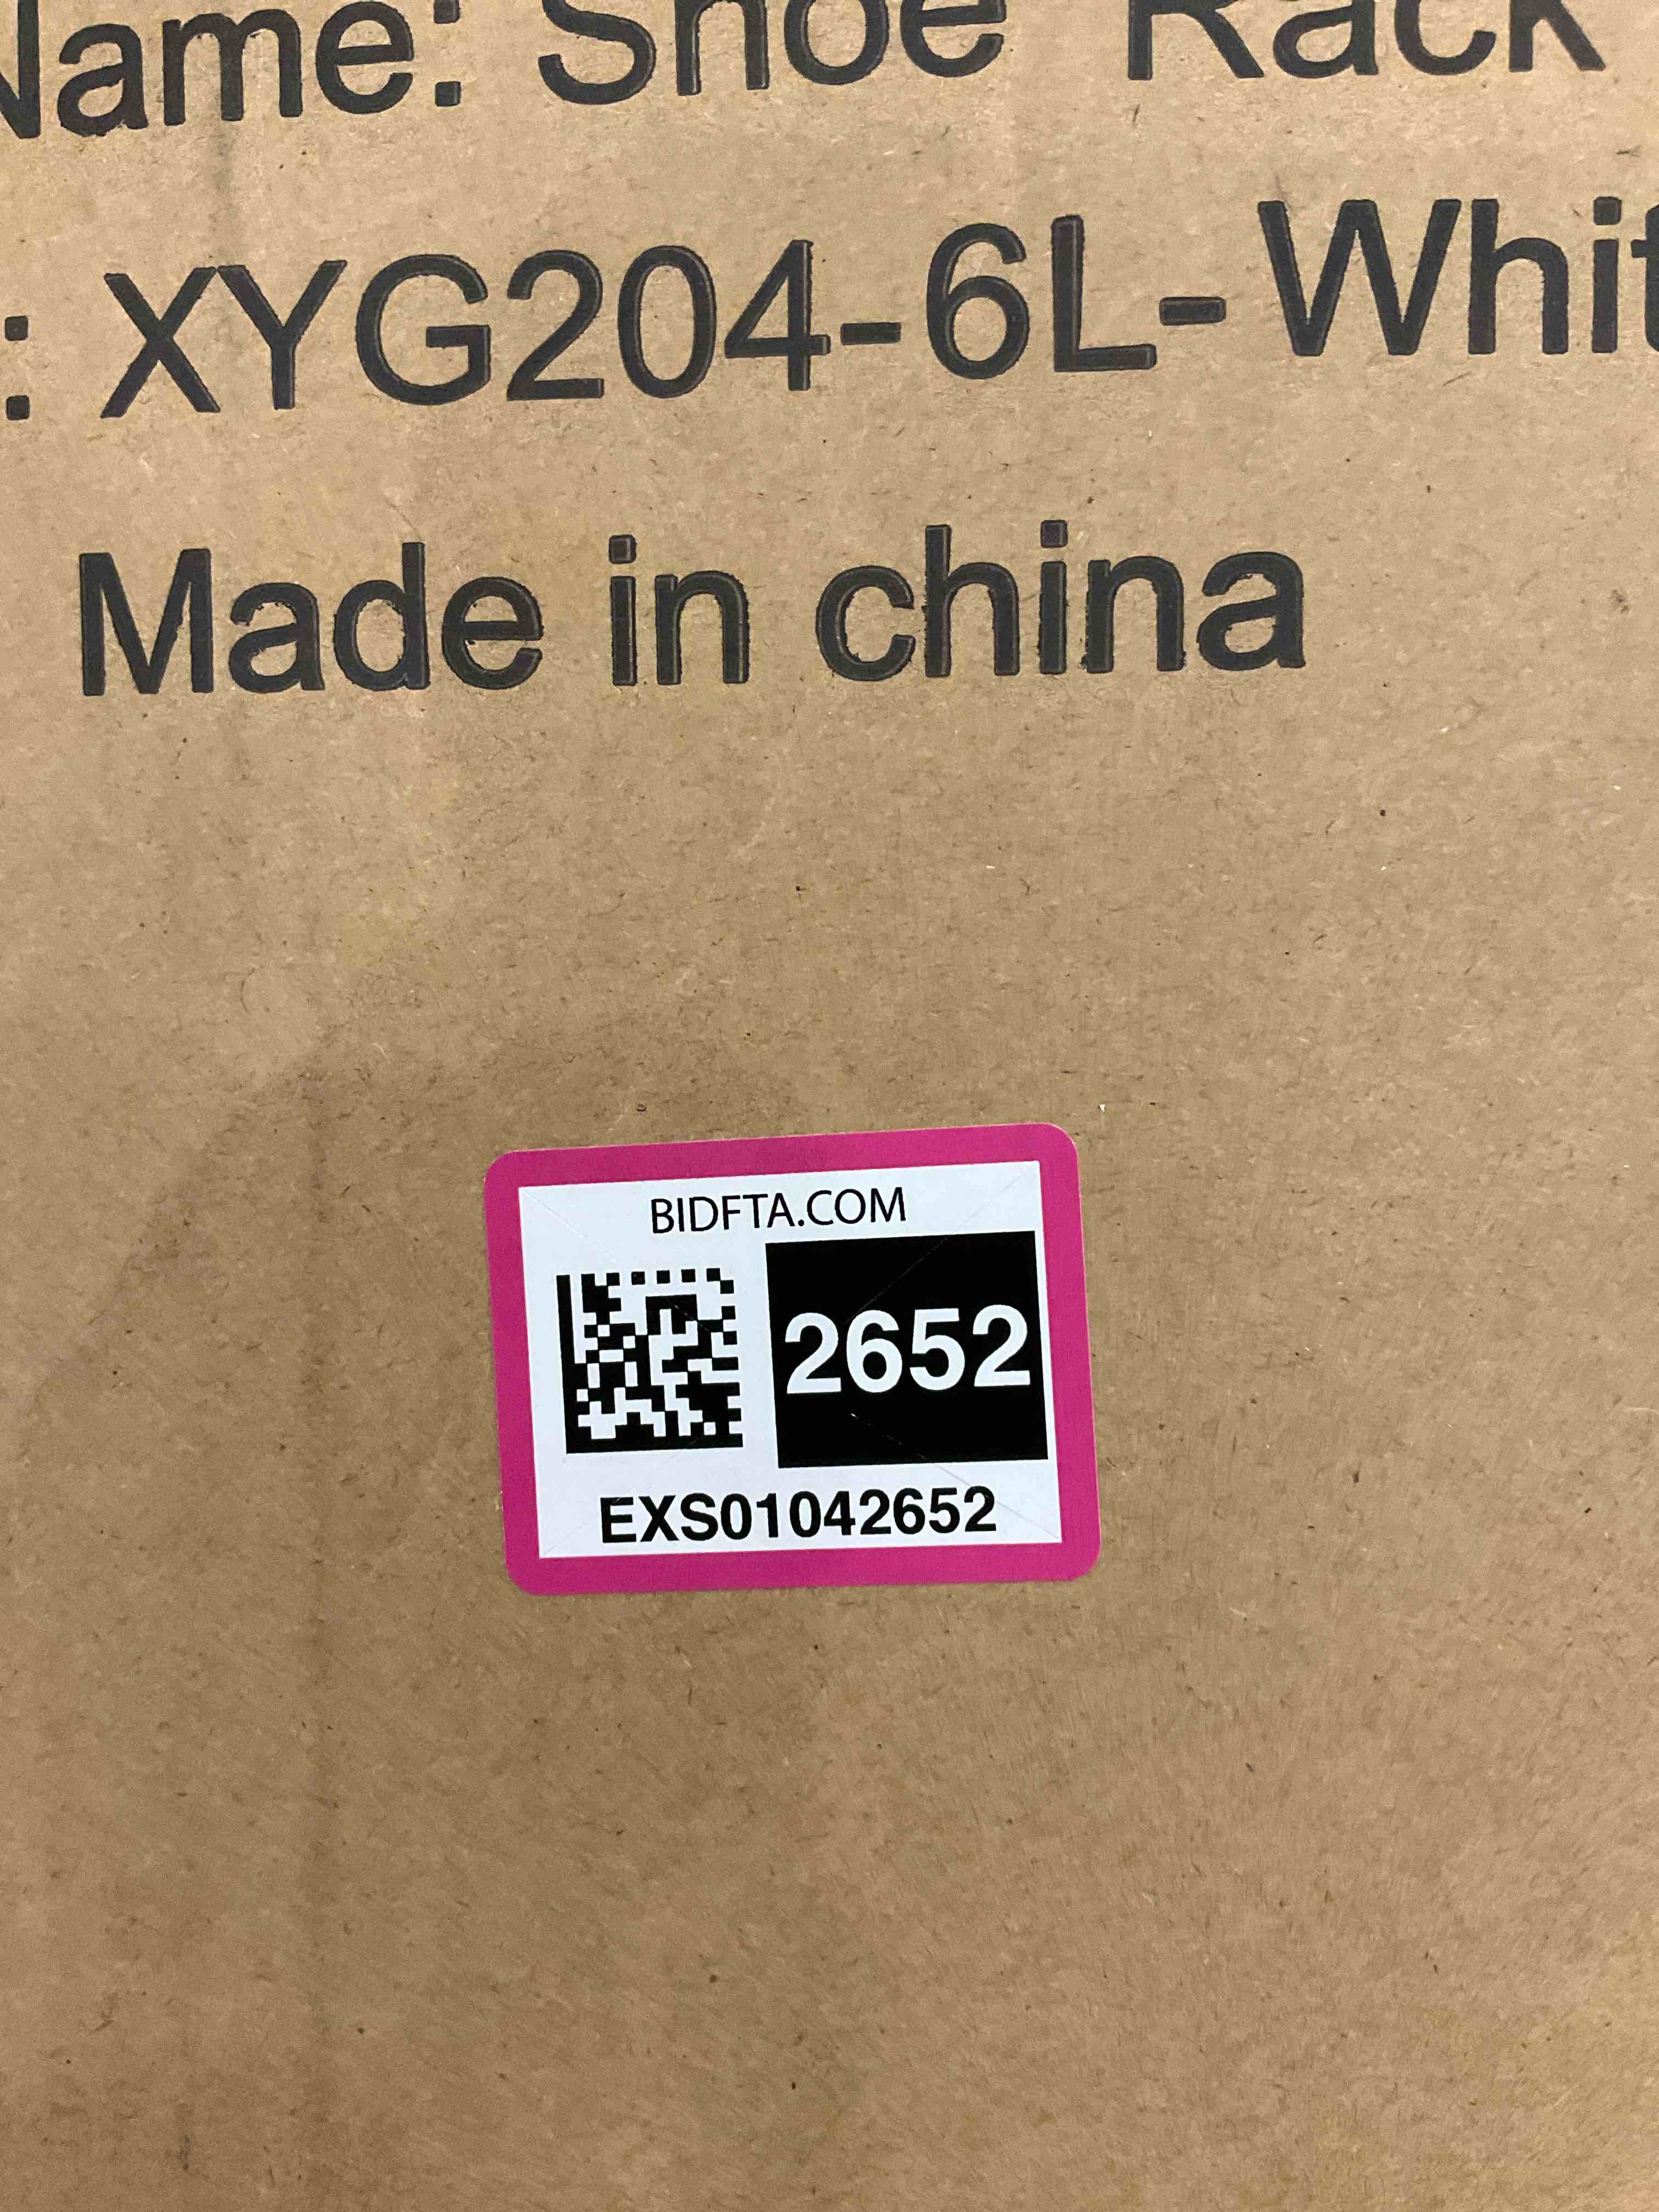 Name: Shoe Rack
: XYG204-6L-Whit
Made in china
BIDFTA.COM
2652
EXS01042652